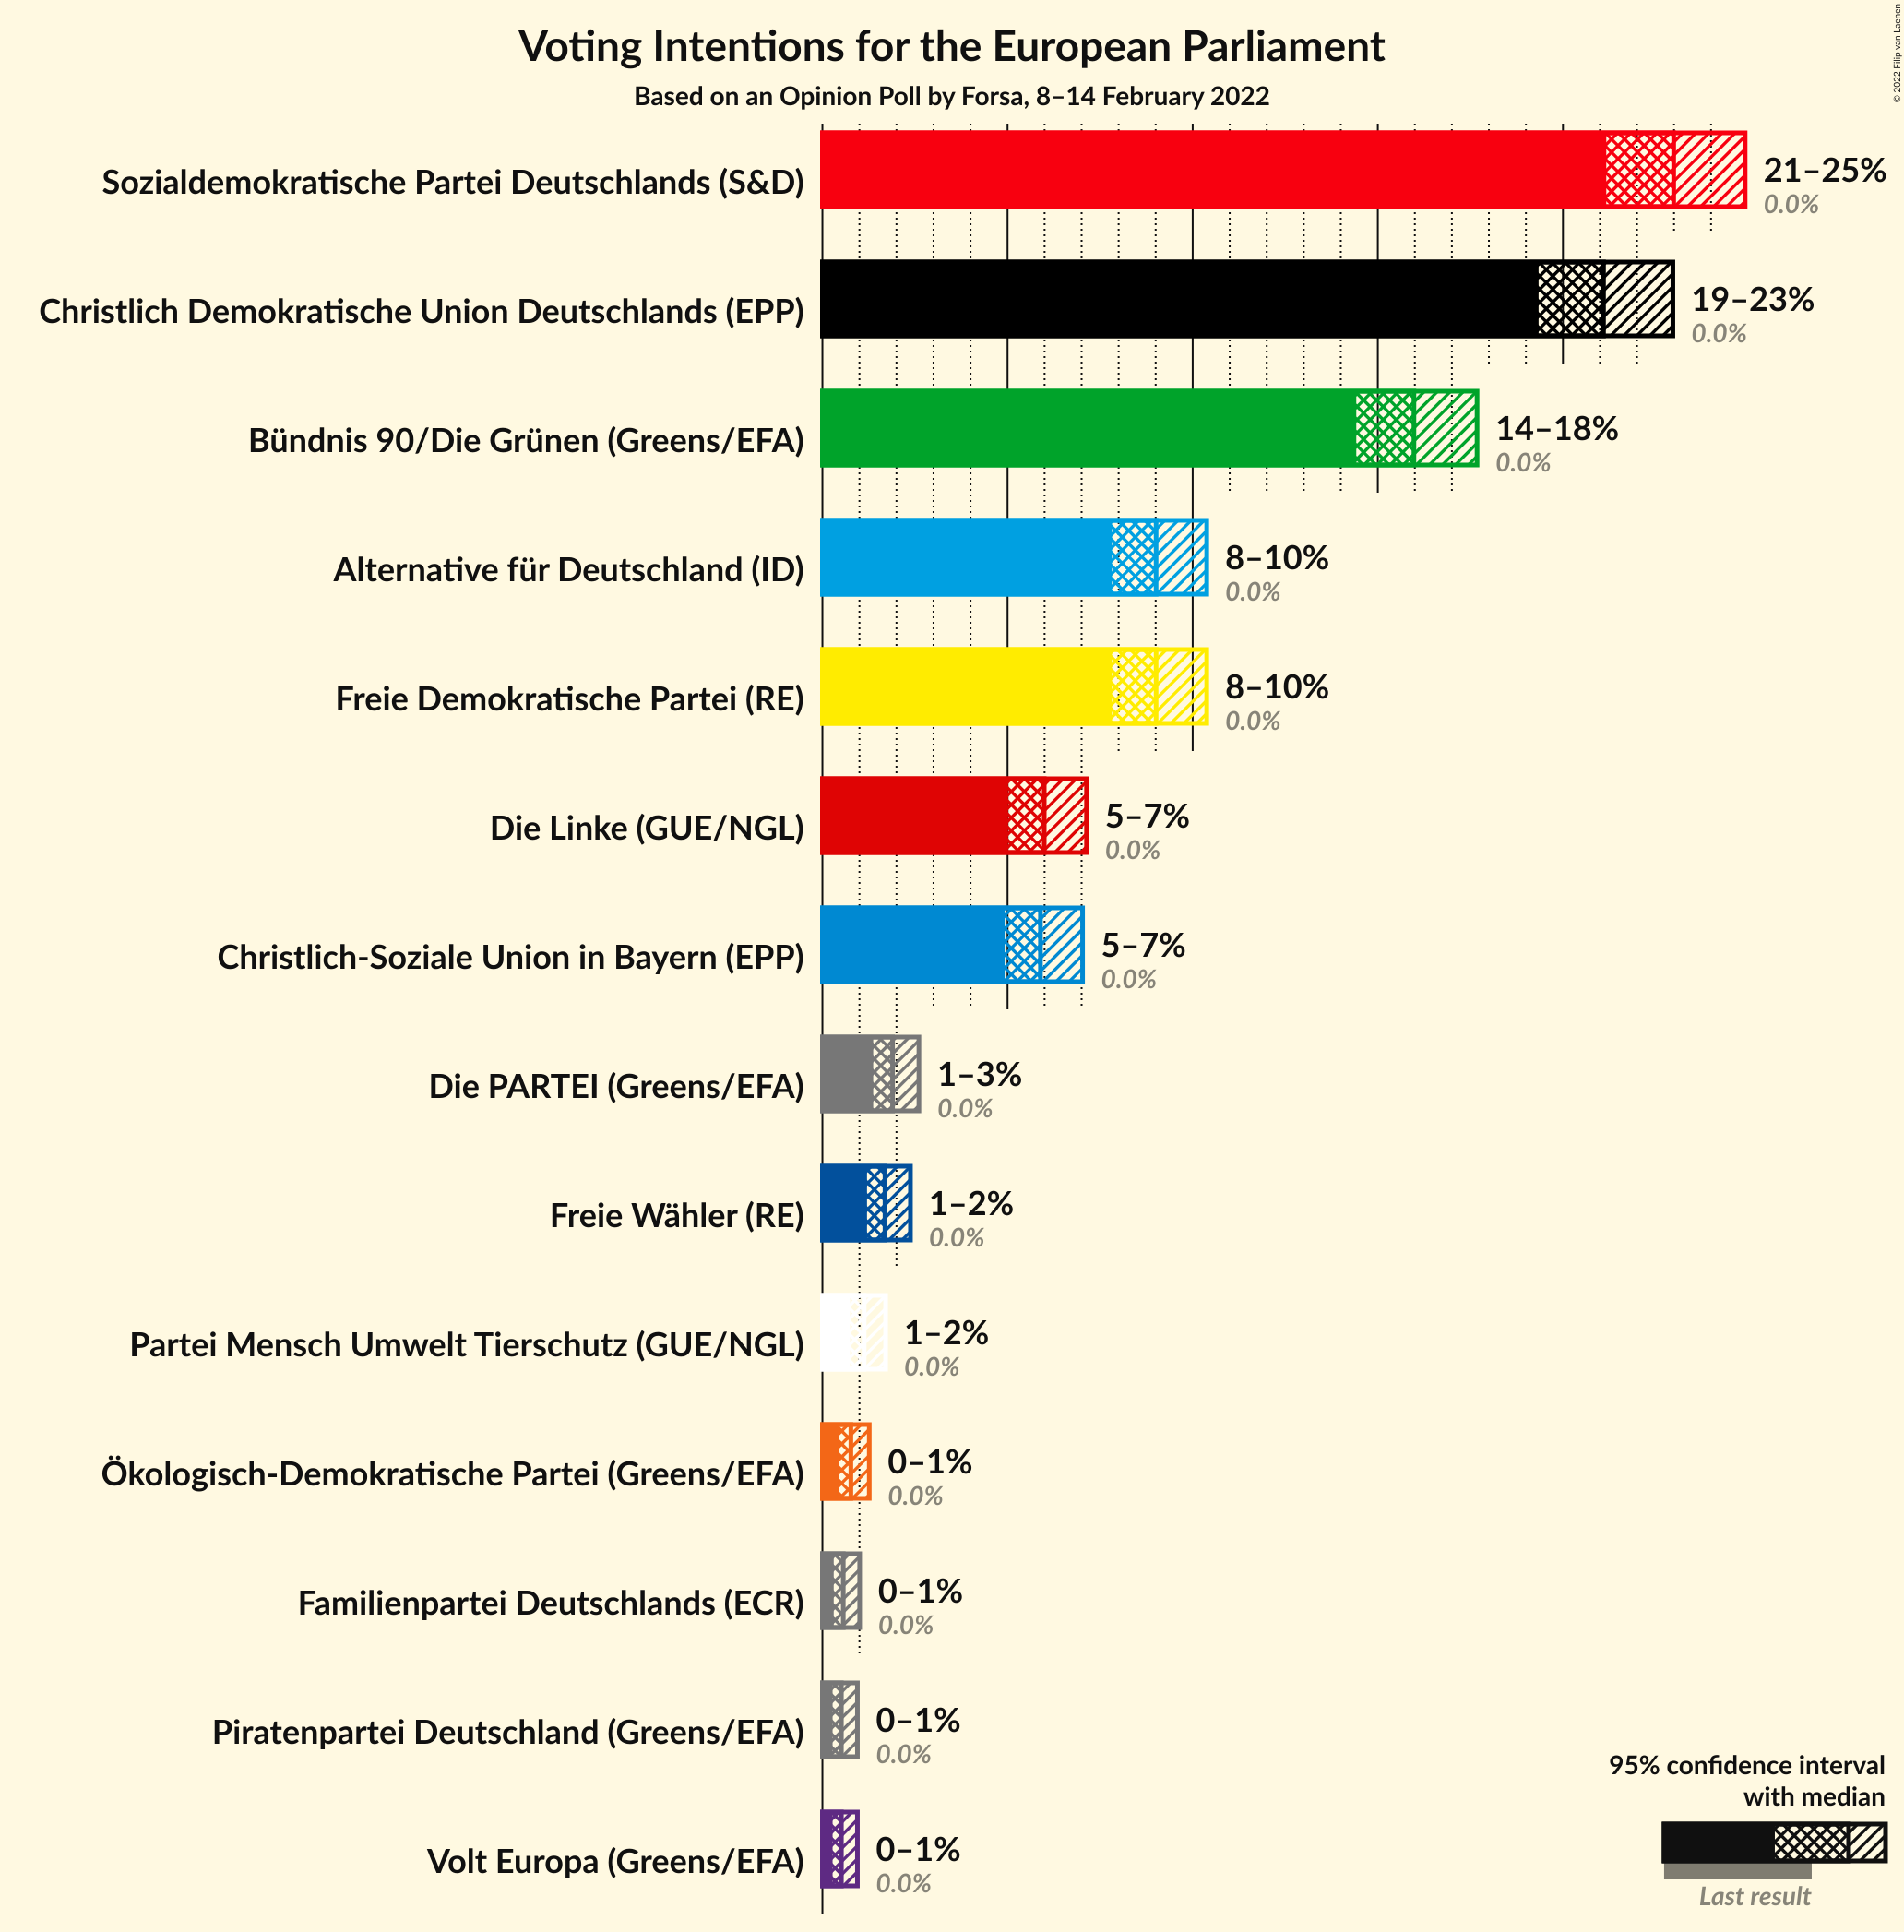 Voting Intentions for the European Parliament
Based on an Opinion Poll by Forsa, 8–14 February 2022
© 2022 Filip van Laenen
Sozialdemokratische Partei Deutschlands (S&D)
21–25%
0.0%
Christlich Demokratische Union Deutschlands (EPP)
19–23%
0.0%
Bündnis 90/Die Grünen (Greens/EFA)
14–18%
0.0%
Alternative für Deutschland (ID)
8–10%
0.0%
Freie Demokratische Partei (RE)
8–10%
0.0%
Die Linke (GUE/NGL)
5–7%
0.0%
Christlich-Soziale Union in Bayern (EPP)
5–7%
0.0%
Die PARTEI (Greens/EFA)
1–3%
0.0%
Freie Wähler (RE)
1–2%
0.0%
Partei Mensch Umwelt Tierschutz (GUE/NGL)
1–2%
0.0%
Ökologisch-Demokratische Partei (Greens/EFA)
0–1%
0.0%
Familienpartei Deutschlands (ECR)
0–1%
0.0%
Piratenpartei Deutschland (Greens/EFA)
0–1%
0.0%
Volt Europa (Greens/EFA)
0–1%
0.0%
95% confidence interval
with median
Last result